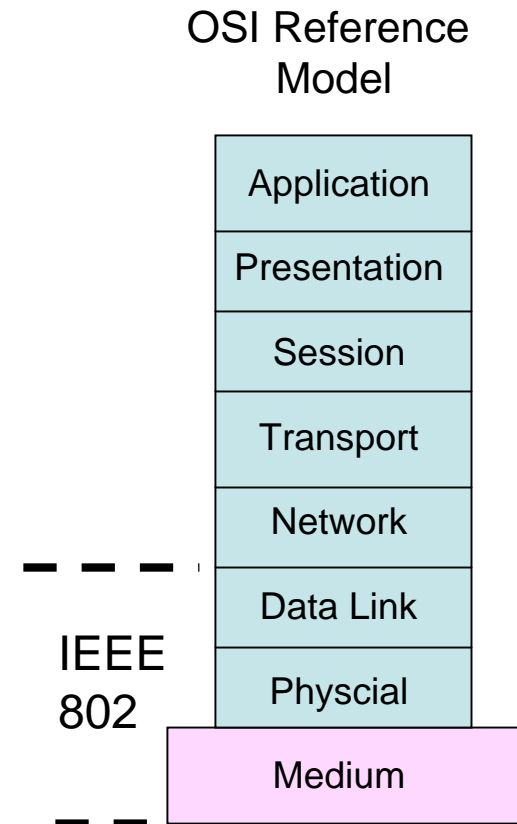 OSI Reference
Model
Application
Presentation
Session
Transport
Network
Data Link
IEEE
802
Physcial
Medium